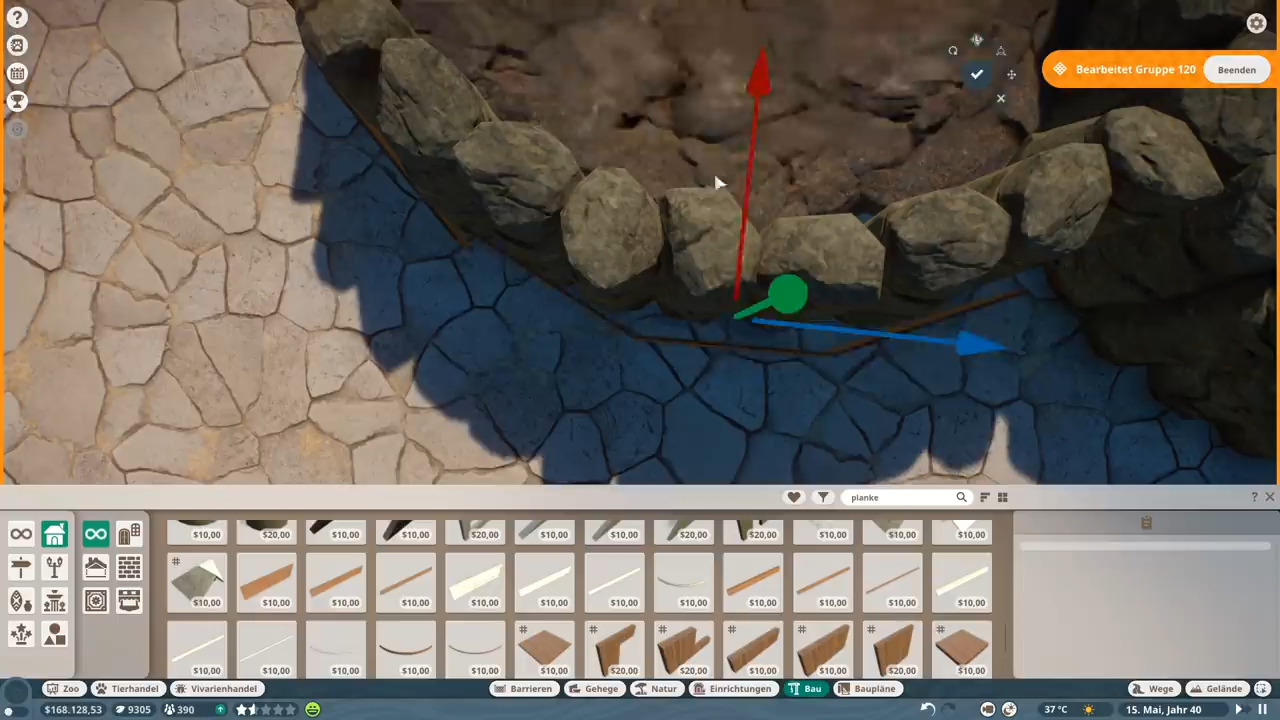 Bearbeitet Gruppe 120 Beenden
planke
$10,00 $20,00 $10,00 $10,00 $20,00 $10,00 $10,00 $10,00 $20,00 $10,00 $10,00 $10,00
$10,00 $10,00 $10,00 $10,00 $10,00 $10,00 $10,00 $10,00 $10,00 $10,00 $10,00 $10,00
$10,00 $10,00 $10,00 $10,00 $10,00 $10,00 $20,00 $20,00 $10,00 $10,00 $20,00 $10,00
Zoo Tierhandel Vivarienhandel Barrieren Gehege Natur Einrichtungen Bau Baupläne Wege Gelände
$168.128,53 9305 390 37 °C 15. Mai, Jahr 40